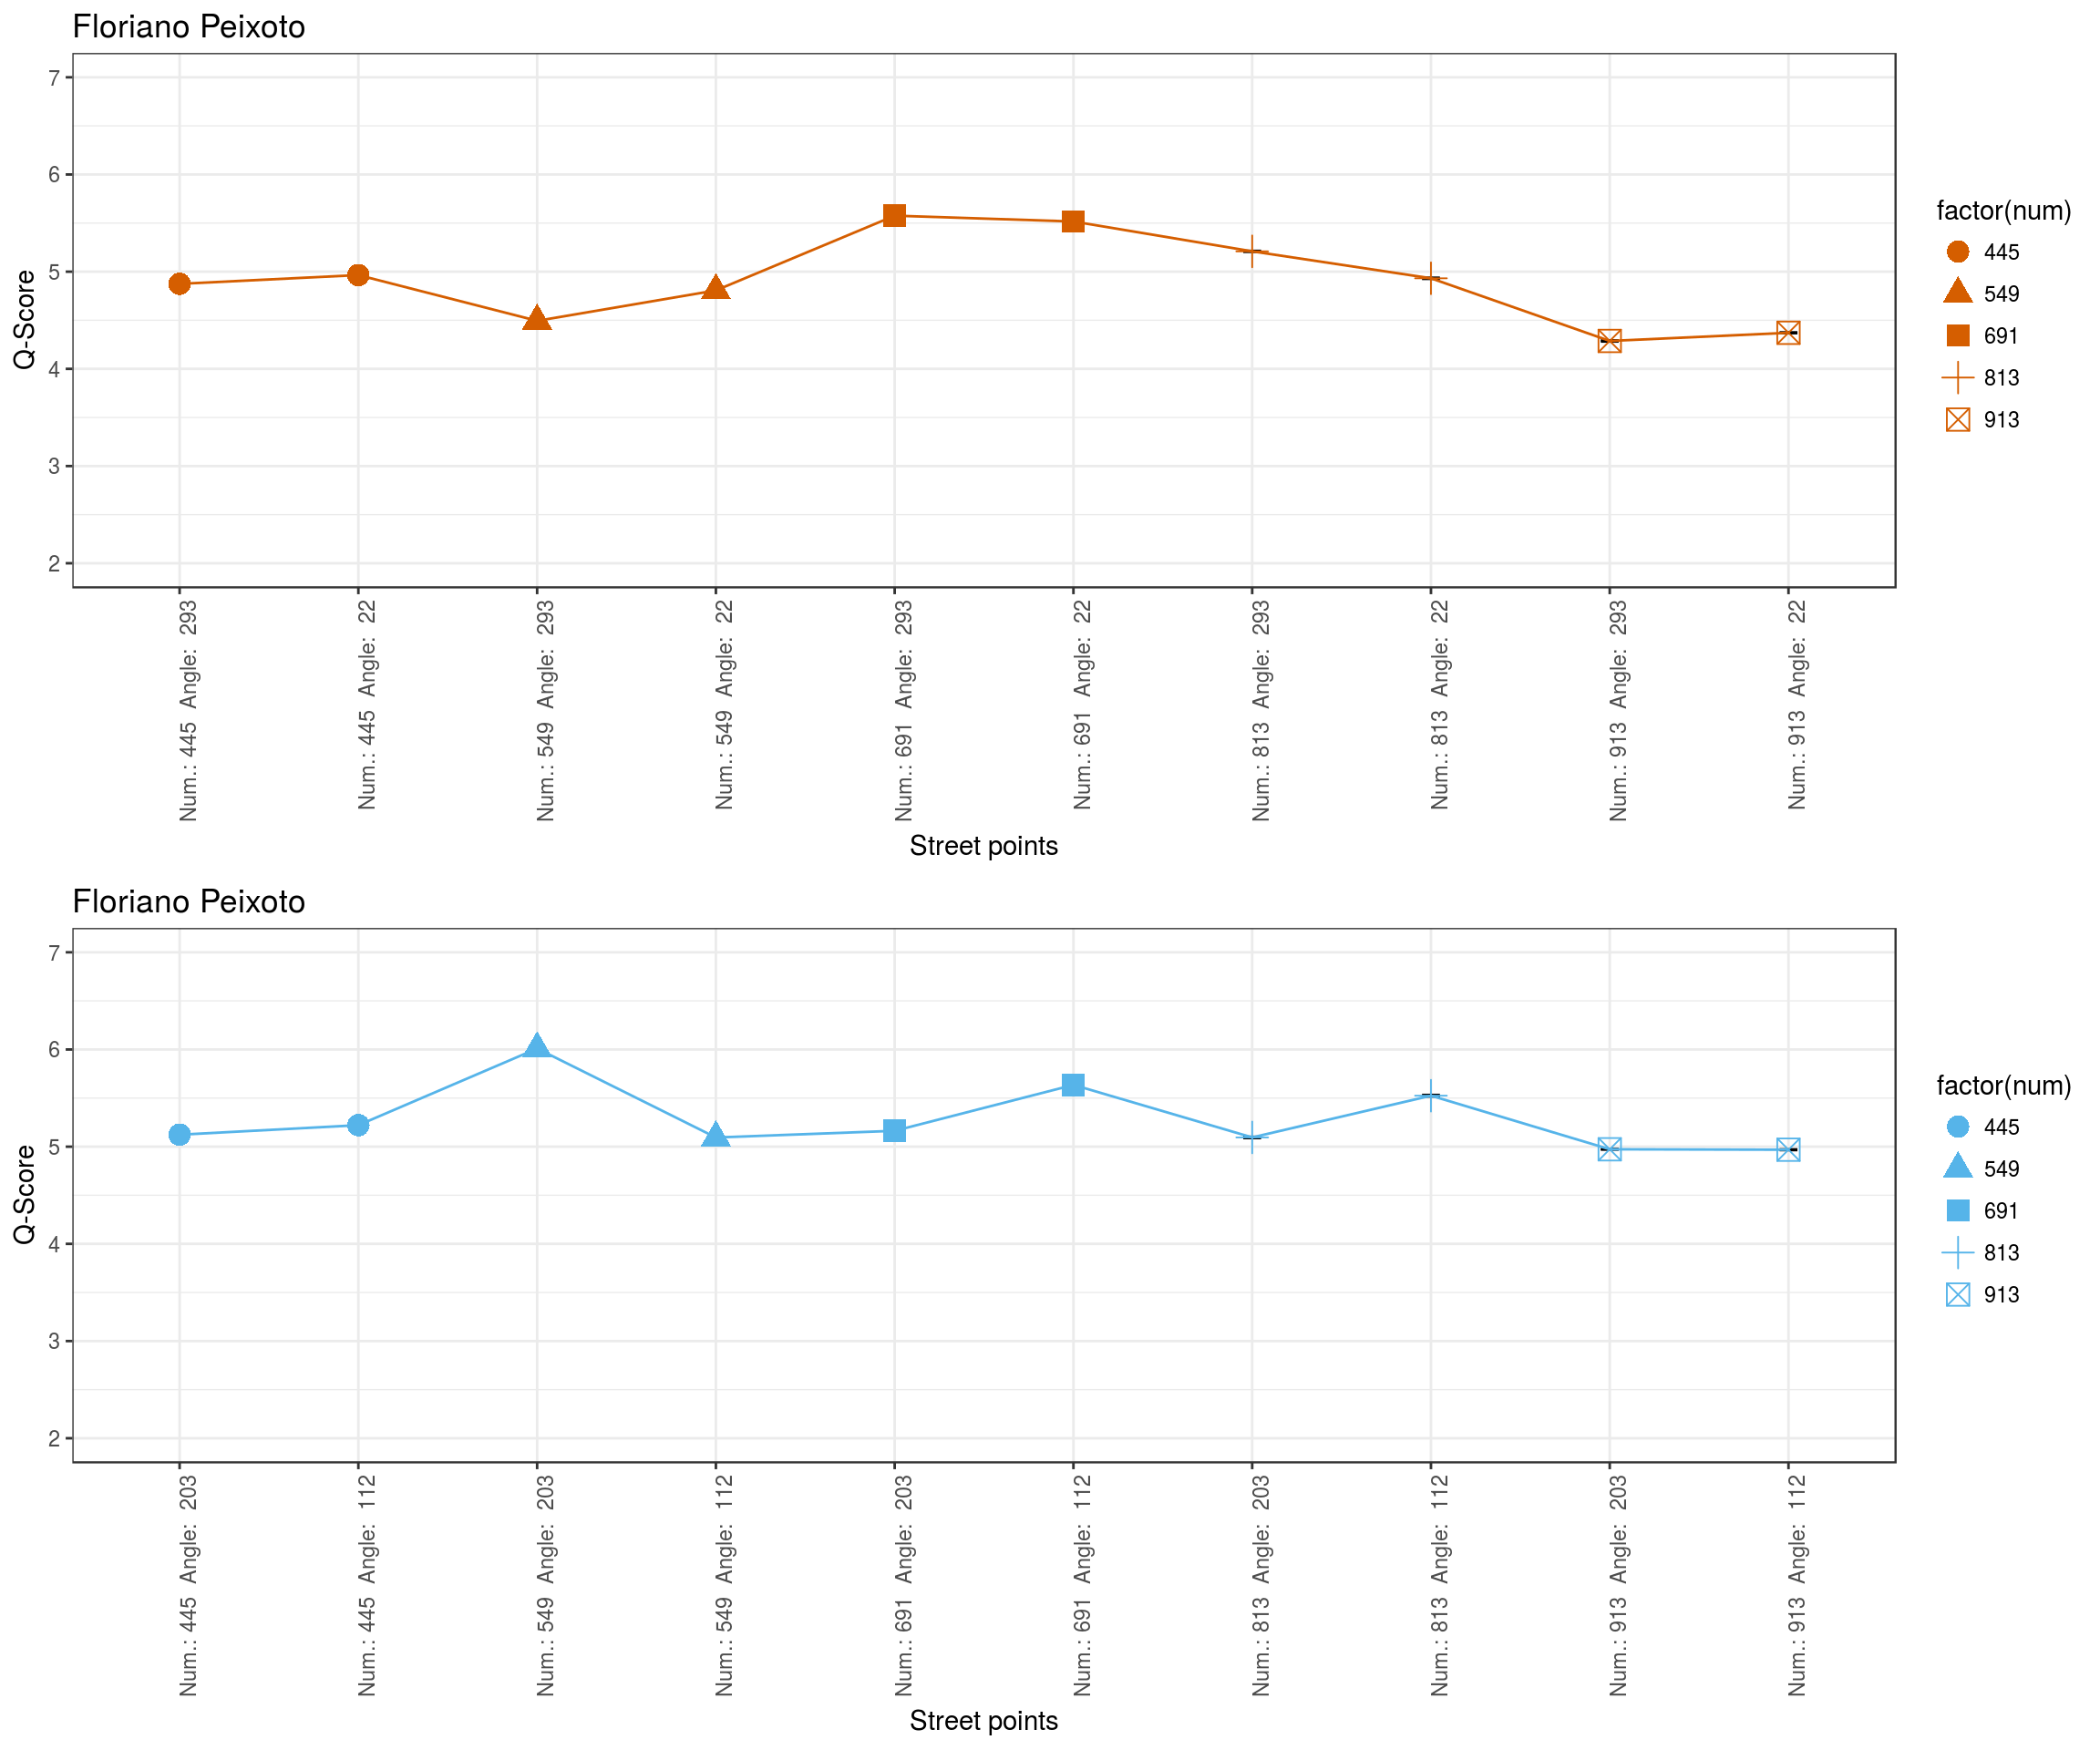 Floriano Peixoto
7
6
5
4
3
2
Q-Score
Num.: 445 Angle: 293
Num.: 445 Angle: 22
Num.: 549 Angle: 293
Num.: 549 Angle: 22
Num.: 691 Angle: 293
Num.: 691 Angle: 22
Num.: 813 Angle: 293
Num.: 813 Angle: 22
Num.: 913 Angle: 293
Num.: 913 Angle: 22
Street points
factor(num)
445
549
691
813
913
Floriano Peixoto
7
6
5
4
3
2
Q-Score
Num.: 445 Angle: 203
Num.: 445 Angle: 112
Num.: 549 Angle: 203
Num.: 549 Angle: 112
Num.: 691 Angle: 203
Num.: 691 Angle: 112
Num.: 813 Angle: 203
Num.: 813 Angle: 112
Num.: 913 Angle: 203
Num.: 913 Angle: 112
Street points
factor(num)
445
549
691
813
913